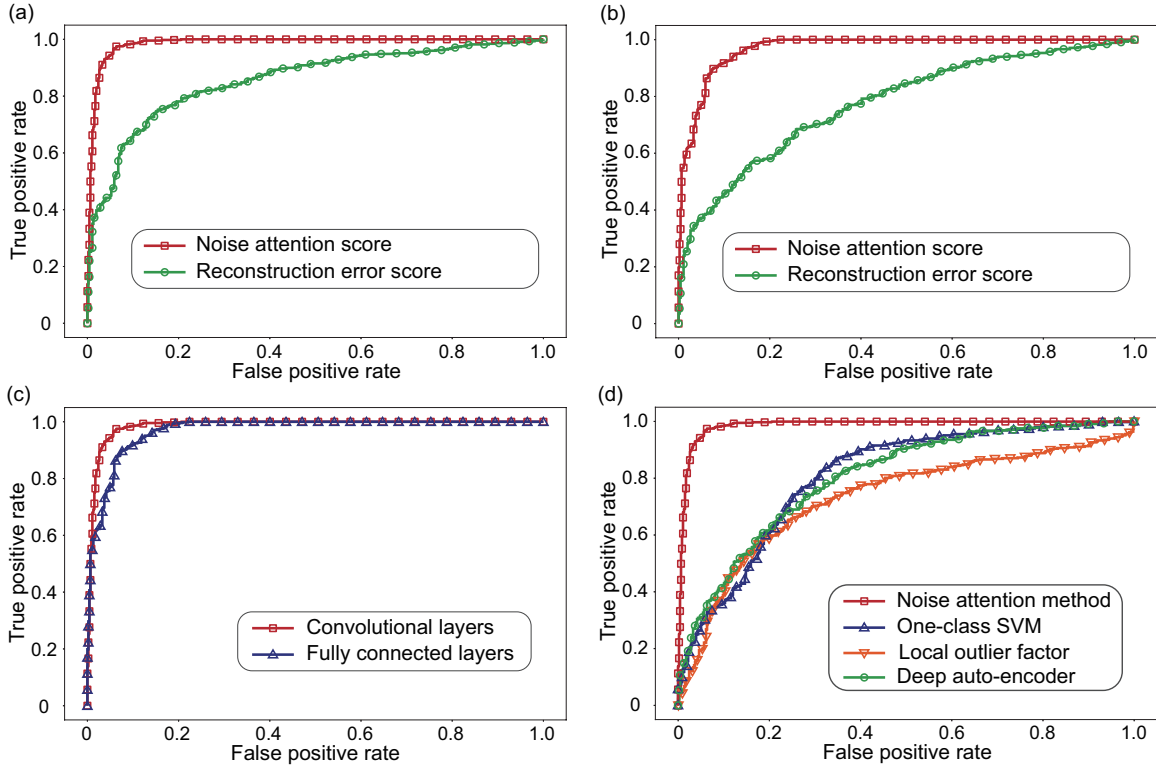 (a)
True positive rate
1.0
0.8
0.6
0.4
0.2
0
Noise attention score
Reconstruction error score
0 0.2 0.4 0.6 0.8 1.0
False positive rate
(b)
True positive rate
1.0
0.8
0.6
0.4
0.2
0
Noise attention score
Reconstruction error score
0 0.2 0.4 0.6 0.8 1.0
False positive rate
(c)
True positive rate
1.0
0.8
0.6
0.4
0.2
0
Convolutional layers
Fully connected layers
0 0.2 0.4 0.6 0.8 1.0
False positive rate
(d)
True positive rate
1.0
0.8
0.6
0.4
0.2
0
Noise attention method
One-class SVM
Local outlier factor
Deep auto-encoder
0 0.2 0.4 0.6 0.8 1.0
False positive rate